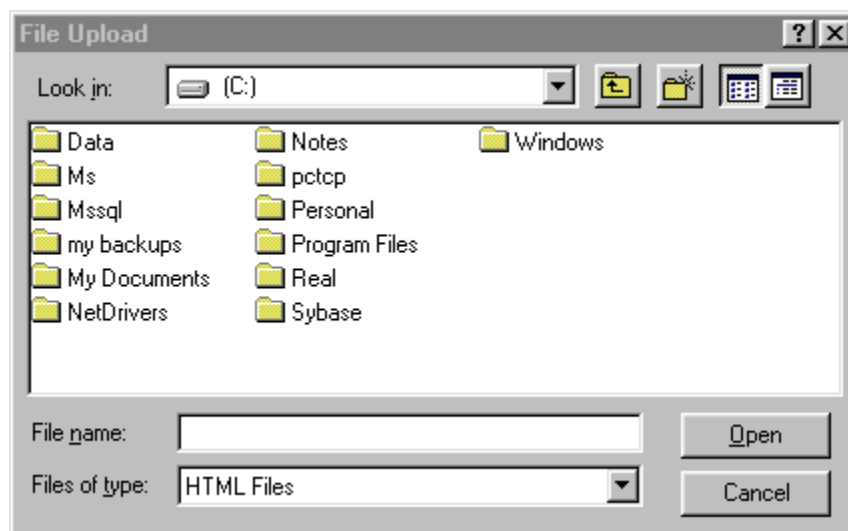 File Upload
Look in: (C:)
Data Notes Windows
Ms pctcp
Mssql Personal
my backups Program Files
My Documents Real
NetDrivers Sybase
File name: Open
Files of type: HTML Files Cancel